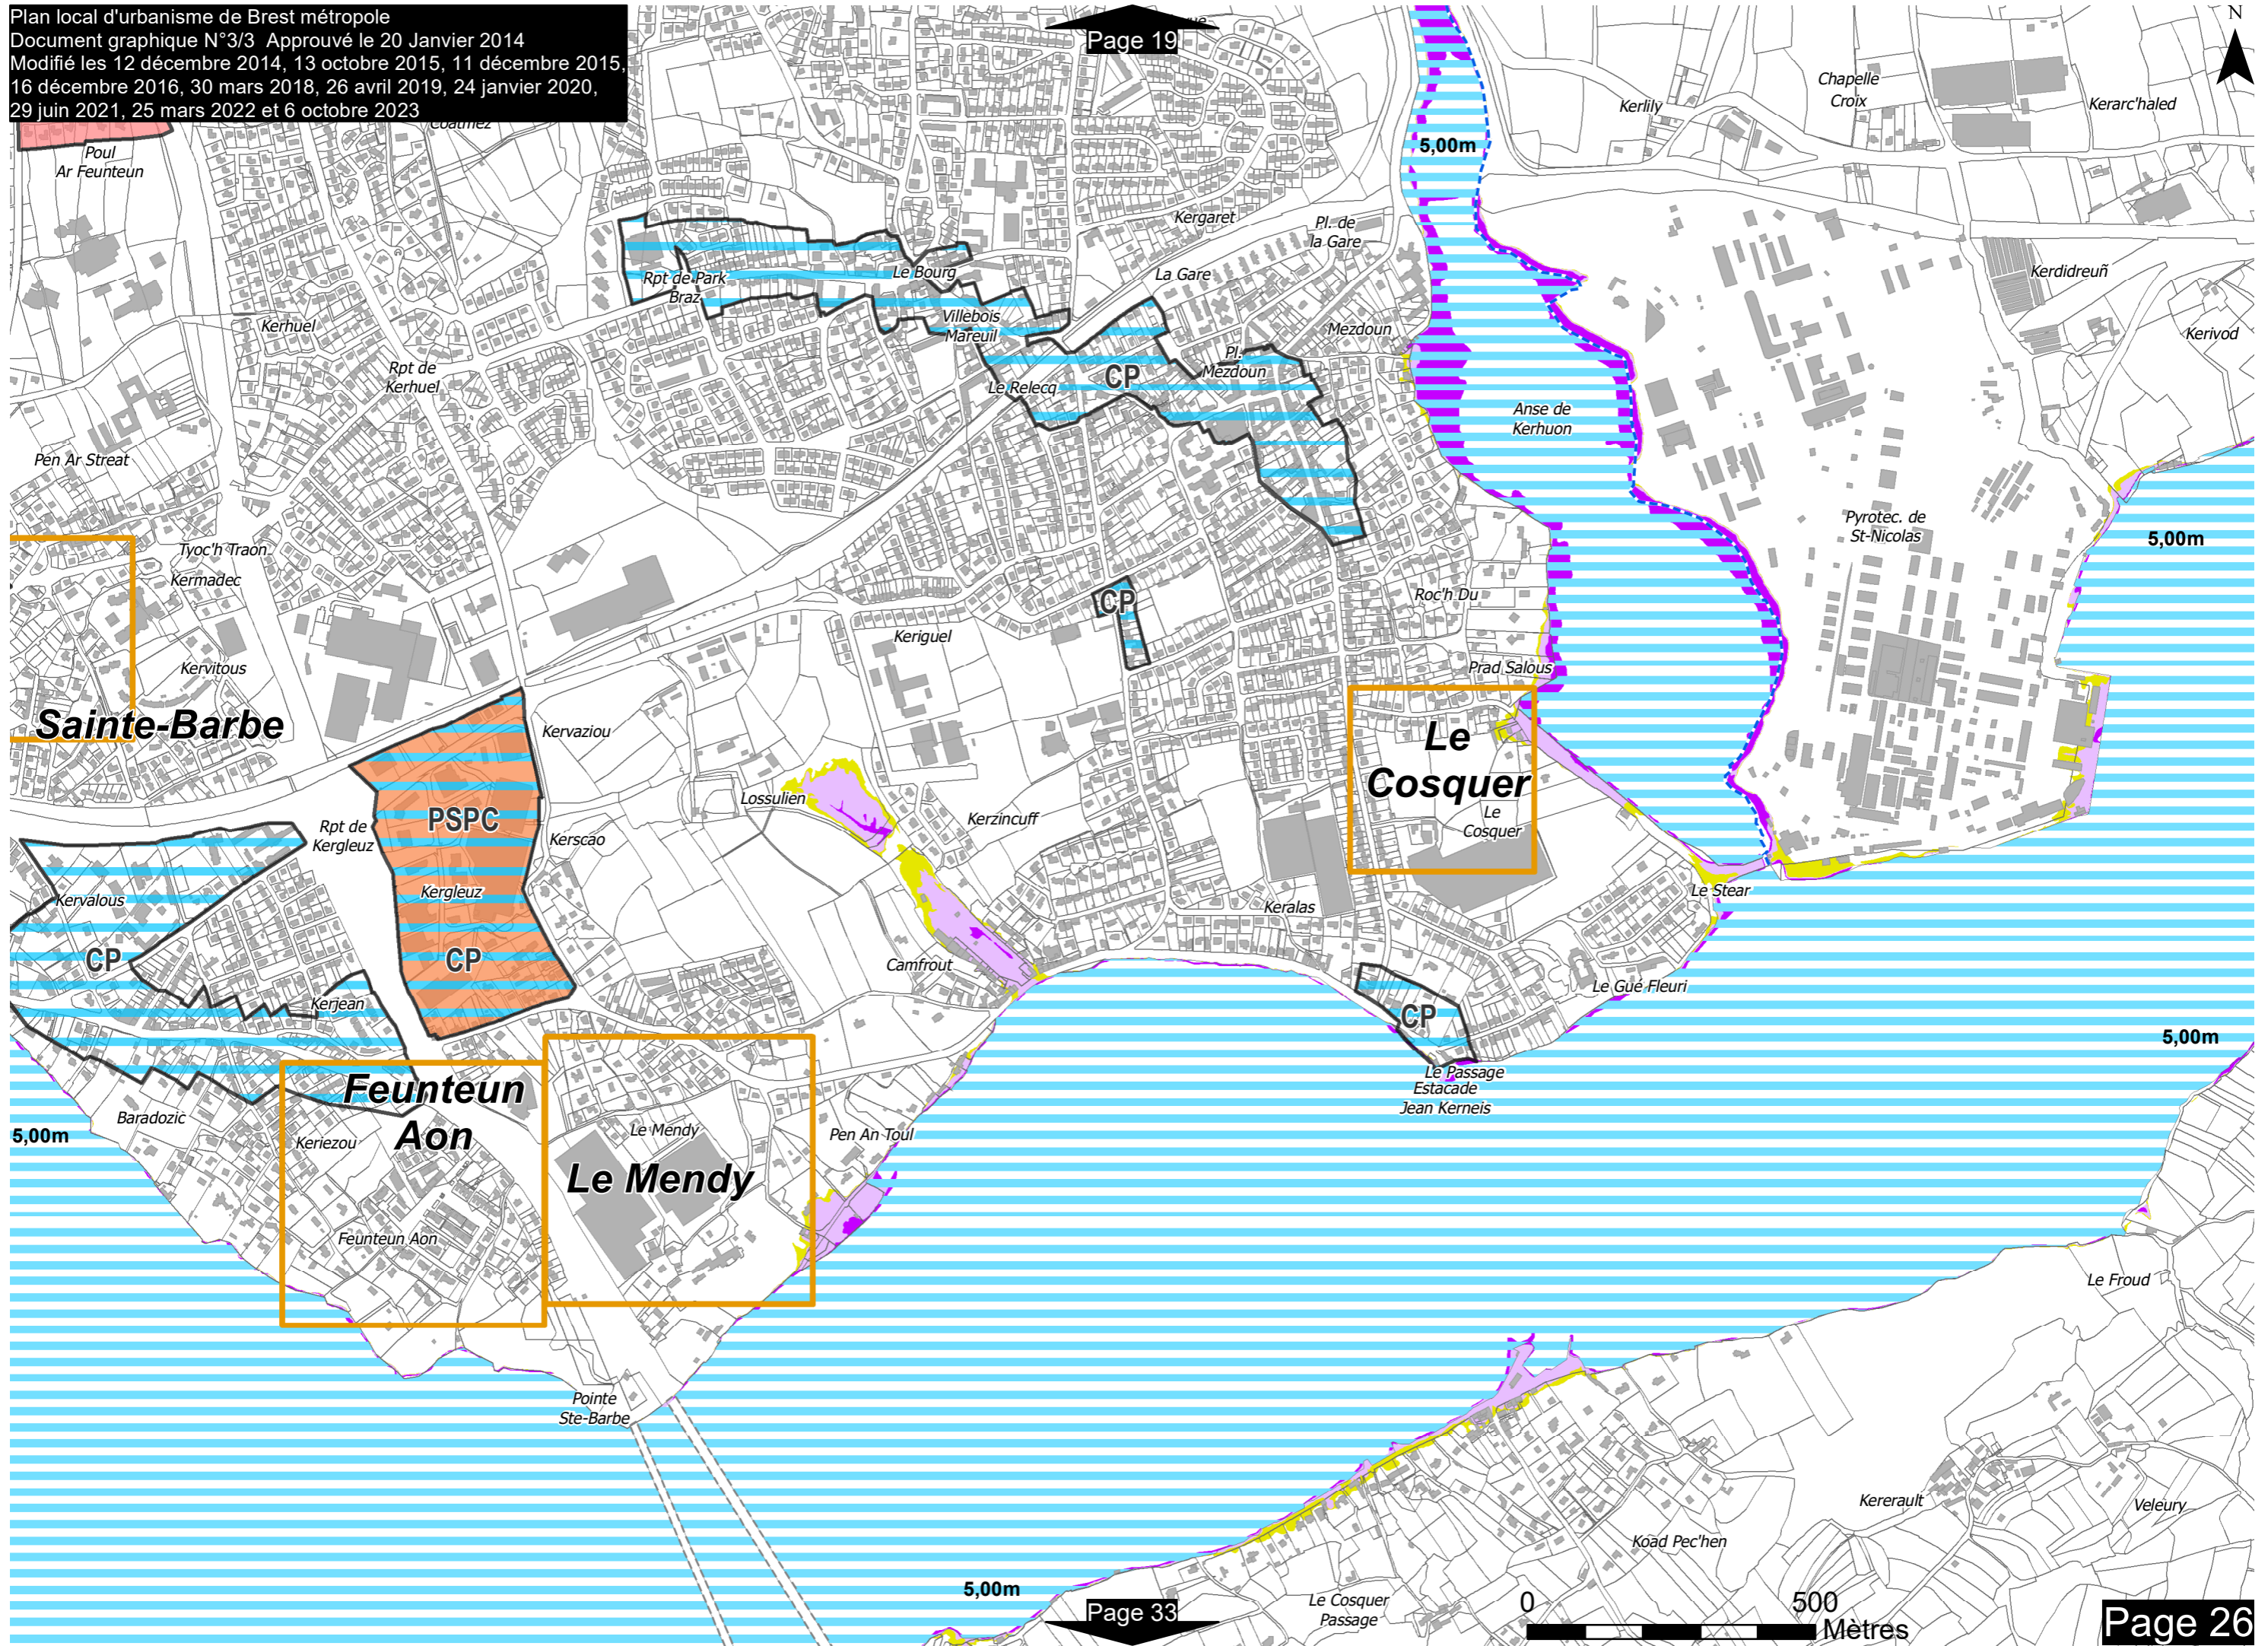 Plan local d'urbanisme de Brest métropole
Document graphique N°3/3 Approuvé le 20 Janvier 2014
Modifié les 12 décembre 2014, 13 octobre 2015, 11 décembre 2015,
16 décembre 2016, 30 mars 2018, 26 avril 2019, 24 janvier 2020,
29 juin 2021, 25 mars 2022 et 6 octobre 2023
Page 19
N
Chapelle
Croix
Kerlily
Kerarc'haled
5,00m
Poul
Ar Feunteun
Kergaret
Pl. de
la Gare
La Gare
Le Bourg
Rpt de Park
Braz
Kerdidreuñ
Kerhuel
Villebois
Mareuil
Mezdoun
Kerivod
Rpt de
Kerhuel
Pl.
Mezdoun
CP
Le Relecq
Anse de
Kerhuon
Pen Ar Streat
Pyrotec. de
St-Nicolas
5,00m
Tyoc'h Traon
Kermadec
CP
Roc'h Du
Keriguel
Kervitous
Prad Salous
Sainte-Barbe
Kervaziou
Le
Cosquer
Lossulien
PSPC
Kerzincuff
Le
Cosquer
Rpt de
Kergleuz
Kerscao
Kergleuz
Kervalous
Le Stear
Keralas
CP
CP
Camfrout
Le Gué Fleuri
Kerjean
CP
5,00m
Le Passage
Estacade
Jean Kerneis
Feunteun
Aon
Baradozic
5,00m
Keriezou
Le Mendy
Pen An Toul
Le Mendy
Feunteun Aon
Le Froud
Pointe
Ste-Barbe
Kererault
Veleury
Koad Pec'hen
5,00m
Le Cosquer
Passage
Page 33
0
500
Mètres
Page 26